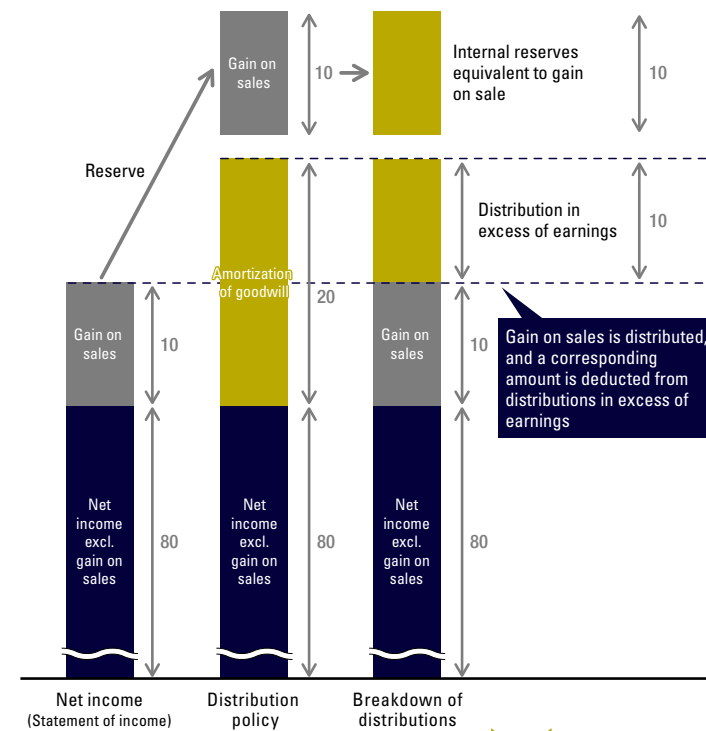 Gain on
sales
10
Internal reserves
equivalent to gain
on sale
10
Reserve
Amortization
of goodwill
20
Distribution in
excess of earnings
10
Gain on
sales
10
Gain on
sales
10
Gain on sales is distributed,
and a corresponding
amount is deducted from
distributions in excess of
earnings
Net
income
excl.
gain on
sales
80
Net
income
excl.
gain on
sales
80
Net
income
excl.
gain on
sales
80
Net income
(Statement of income)
Distribution
policy
Breakdown of
distributions